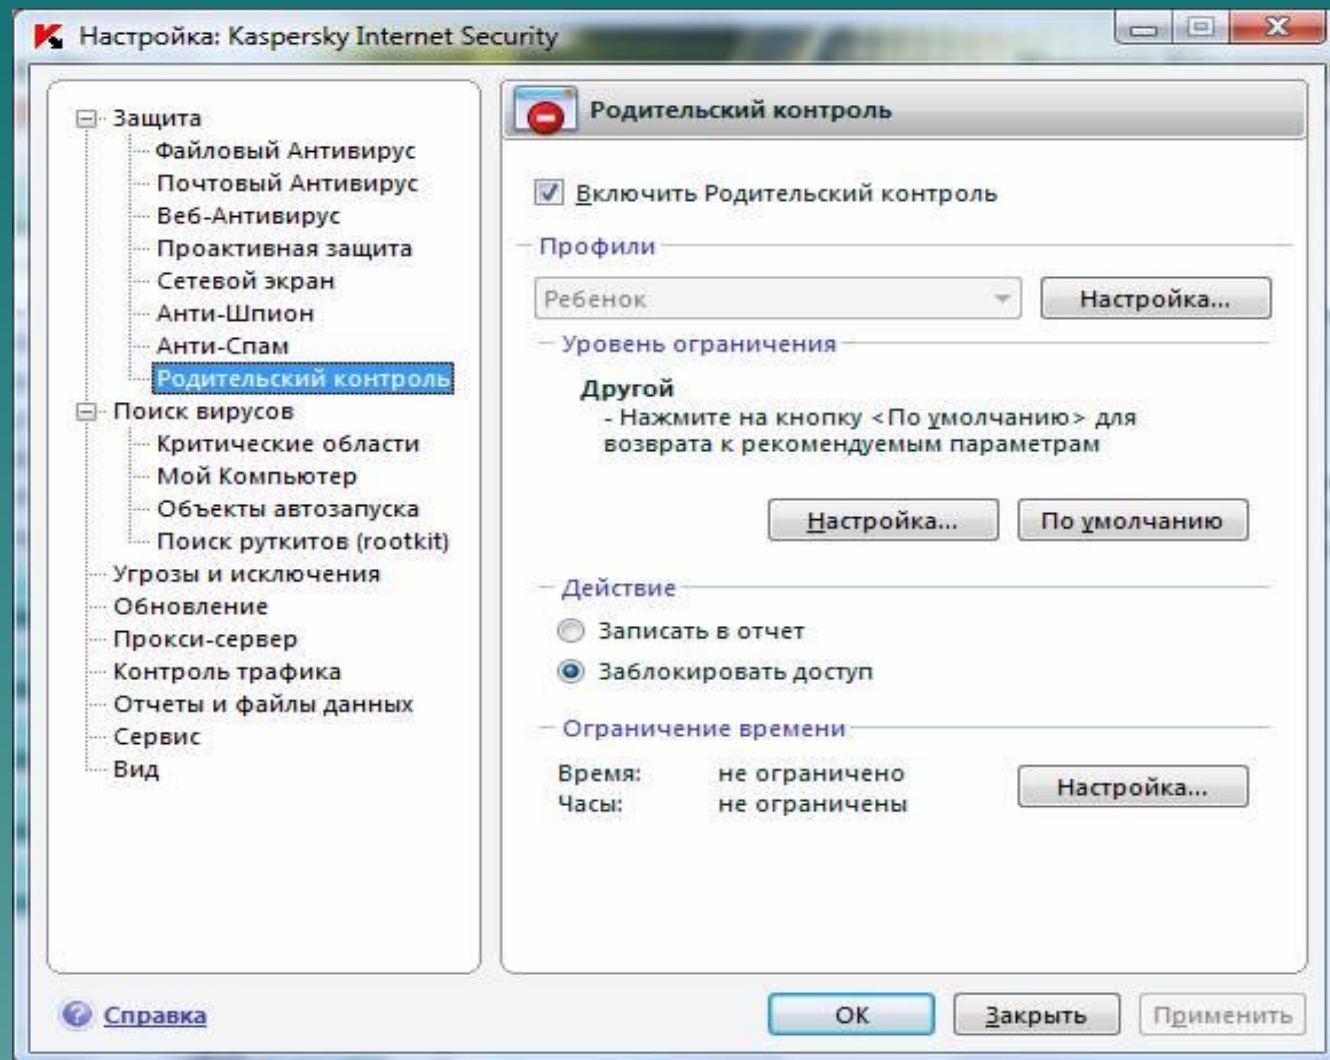 Настройка: Kaspersky Internet Security
Защита
Файловый Антивирус
Почтовый Антивирус
Веб-Антивирус
Проактивная защита
Сетевой экран
Анти-Шпион
Анти-Спам
Родительский контроль
Поиск вирусов
Критические области
Мой Компьютер
Объекты автозапуска
Поиск руткитов (rootkit)
Угрозы и исключения
Обновление
Прокси-сервер
Контроль трафика
Отчеты и файлы данных
Сервис
Вид
Родительский контроль
Включить Родительский контроль
Профили
Ребенок
Настройка...
Уровень ограничения
Другой
- Нажмите на кнопку <По умолчанию> для
возврата к рекомендуемым параметрам
Настройка... По умолчанию
Действие
Записать в отчет
Заблокировать доступ
Ограничение времени
Время: не ограничено
Часы: не ограничены
Настройка...
Справка
ОК Закрыть Применить